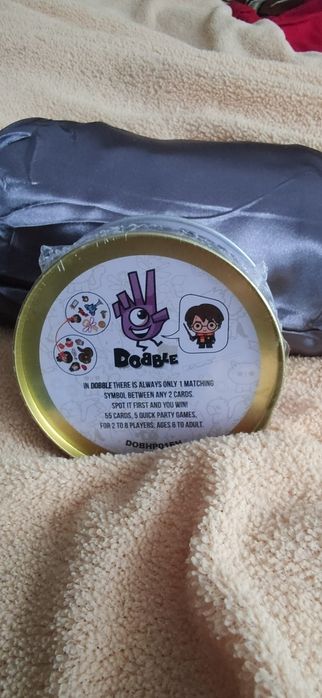 DOBBLE
IN DOBBLE THERE IS ALWAYS ONLY 1 MATCHING
SYMBOL BETWEEN ANY 2 CARDS.
SPOT IT FIRST AND YOU WIN!
55 CARDS, 5 QUICK PARTY GAMES,
FOR 2 TO 8 PLAYERS; AGES 6 TO ADULT.